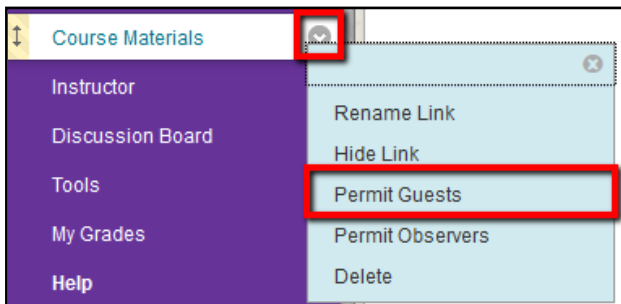 Course Materials
Instructor
Discussion Board
Tools
My Grades
Help
Rename Link
Hide Link
Permit Guests
Permit Observers
Delete